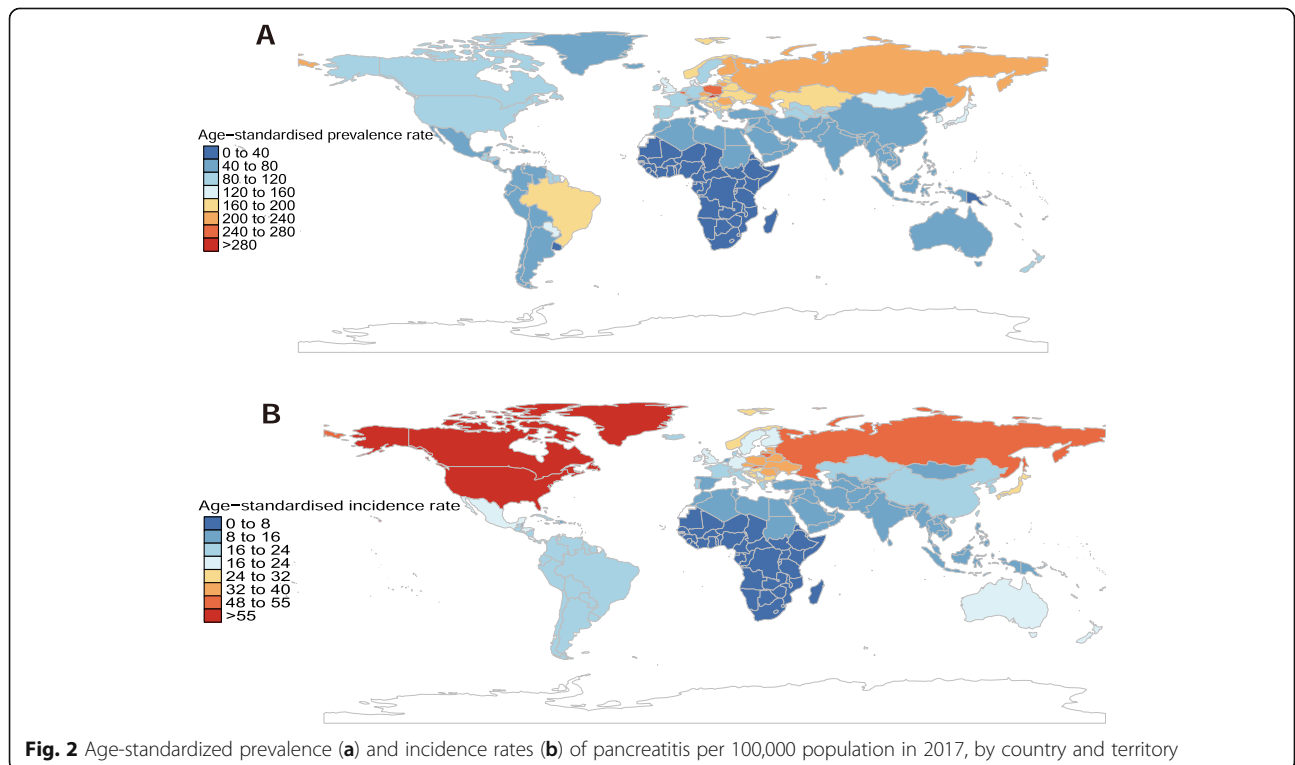 A
Age−standardised prevalence rate
0 to 40
40 to 80
80 to 120
120 to 160
160 to 200
200 to 240
240 to 280
>280
B
Age−standardised incidence rate
0 to 8
8 to 16
16 to 24
16 to 24
24 to 32
32 to 40
48 to 55
>55
Fig. 2 Age-standardized prevalence (a) and incidence rates (b) of pancreatitis per 100,000 population in 2017, by country and territory